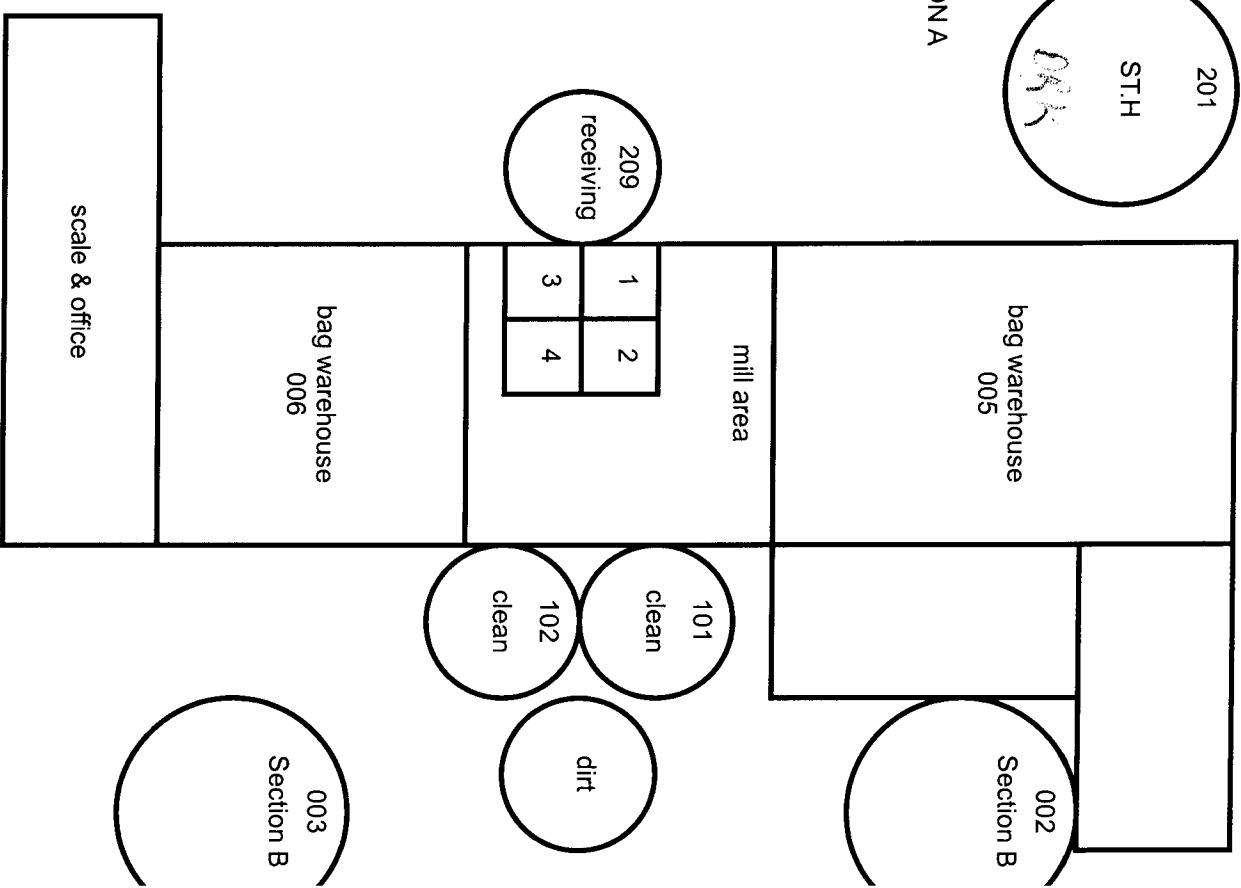 201
ST.H
ON A
bag warehouse
005
002
Section B
mill area
209
receiving
1 2
3 4
101
clean
102
clean
dirt
bag warehouse
006
003
Section B
scale & office